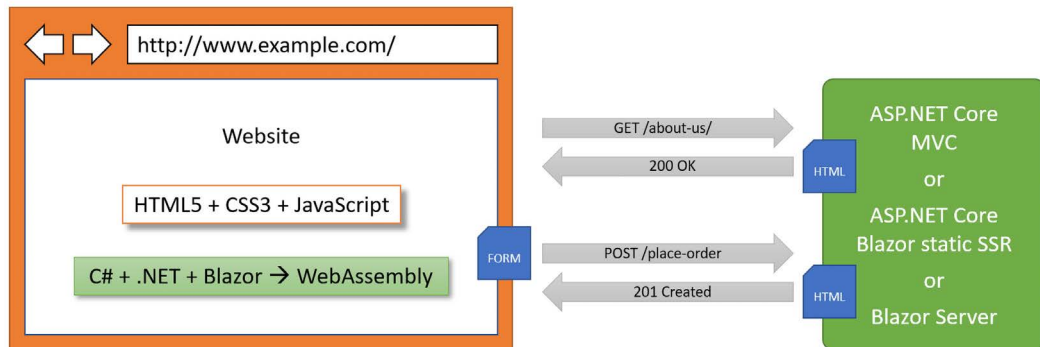 http://www.example.com/
Website
HTML5 + CSS3 + JavaScript
C# + .NET + Blazor → WebAssembly
FORM
GET /about-us/
200 OK
HTML
POST /place-order
201 Created
HTML
ASP.NET Core
MVC
or
ASP.NET Core
Blazor static SSR
or
Blazor Server